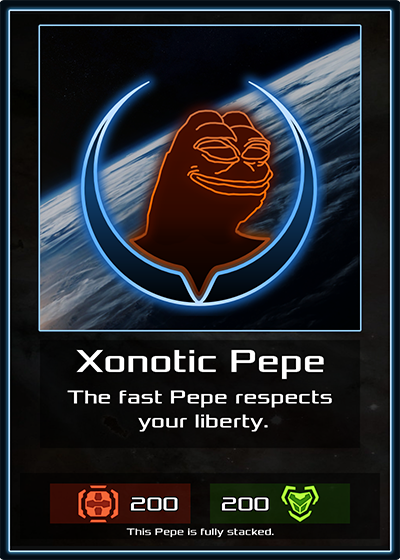 Xonotic Pepe
The fast Pepe respects
your liberty.
200 200
This Pepe is fully stacked.